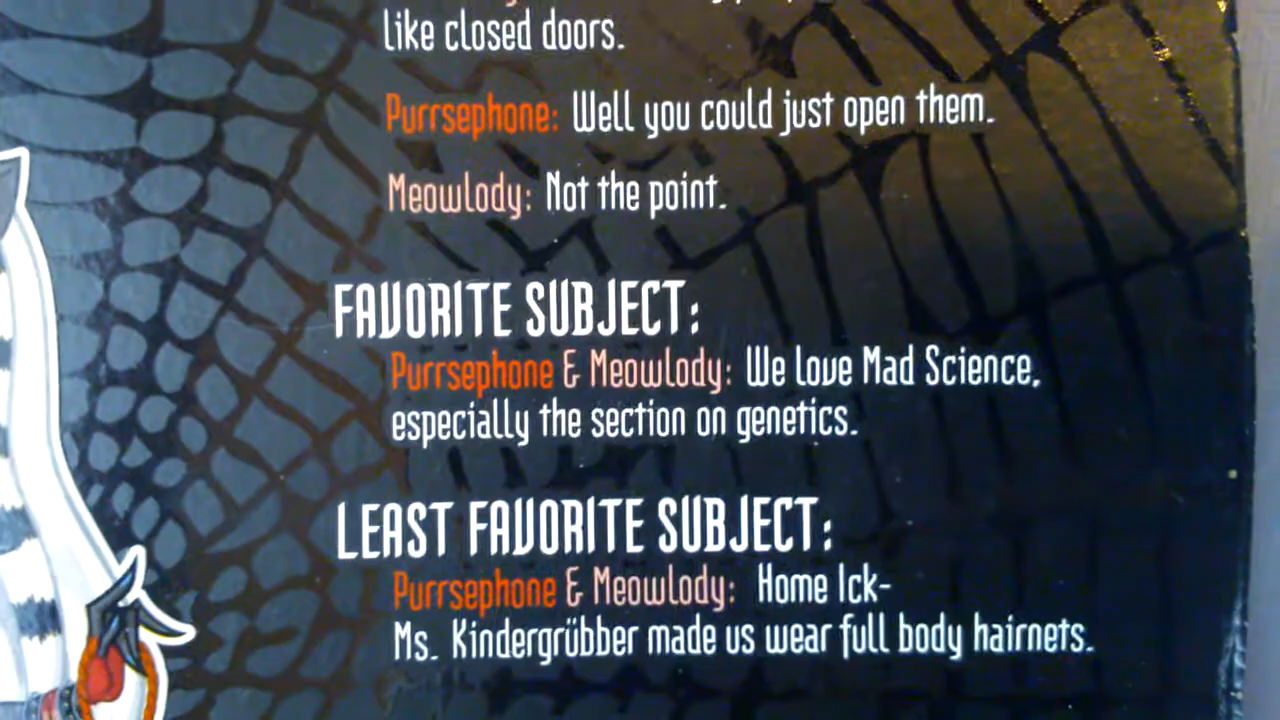 like closed doors.
Purrsephone: Well you could just open them.
Meowlody: Not the point.
FAVORITE SUBJECT:
Purrsephone & Meowlody: We love Mad Science,
especially the section on genetics.
LEAST FAVORITE SUBJECT:
Purrsephone & Meowlody: Home Ick-
Ms. Kindergrübber made us wear full body hairnets.